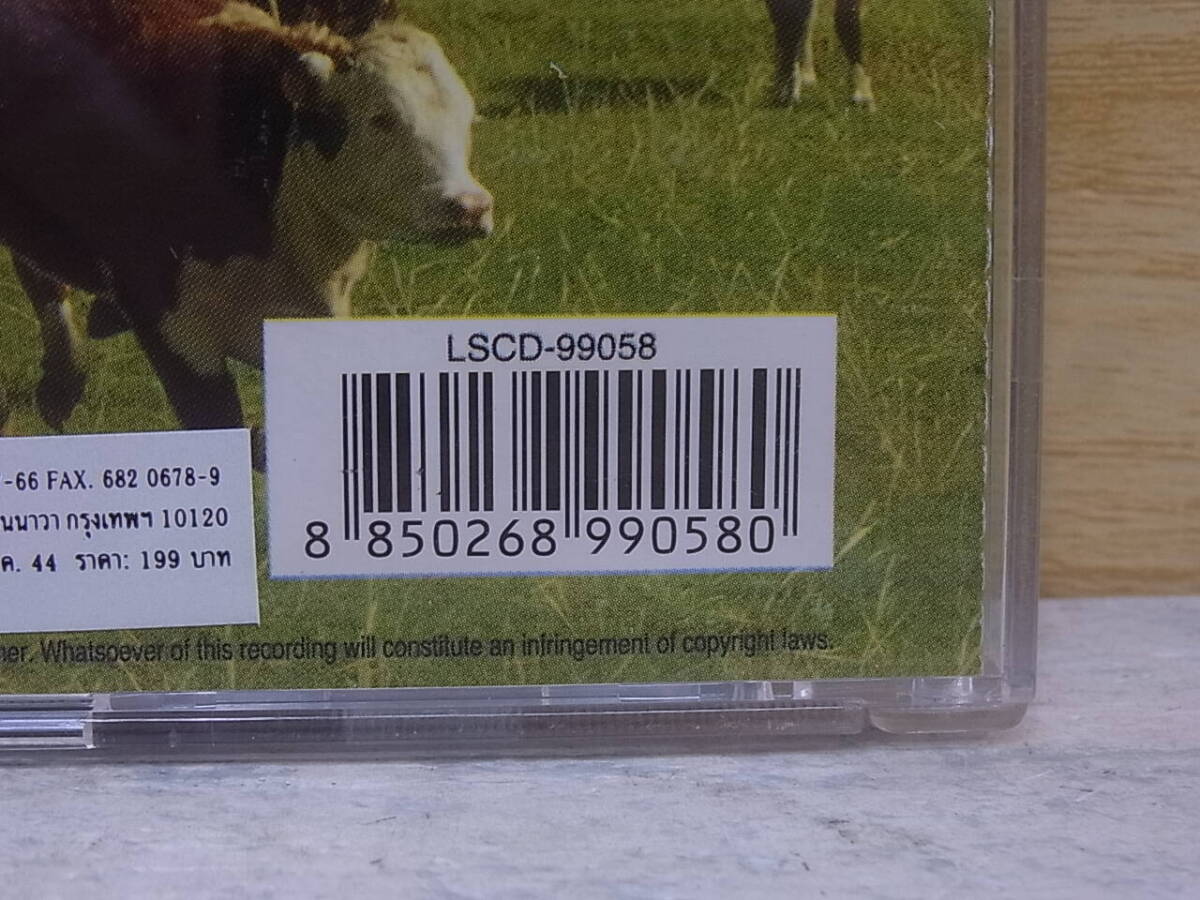 LSCD-99058
8 850268 990580
-66 FAX. 682 0678-9
นนาวา กรุงเทพฯ 10120
ค. 44 ราคา: 199 บาท
Whatsoever of this recording will constitute an infringement of copyright laws.